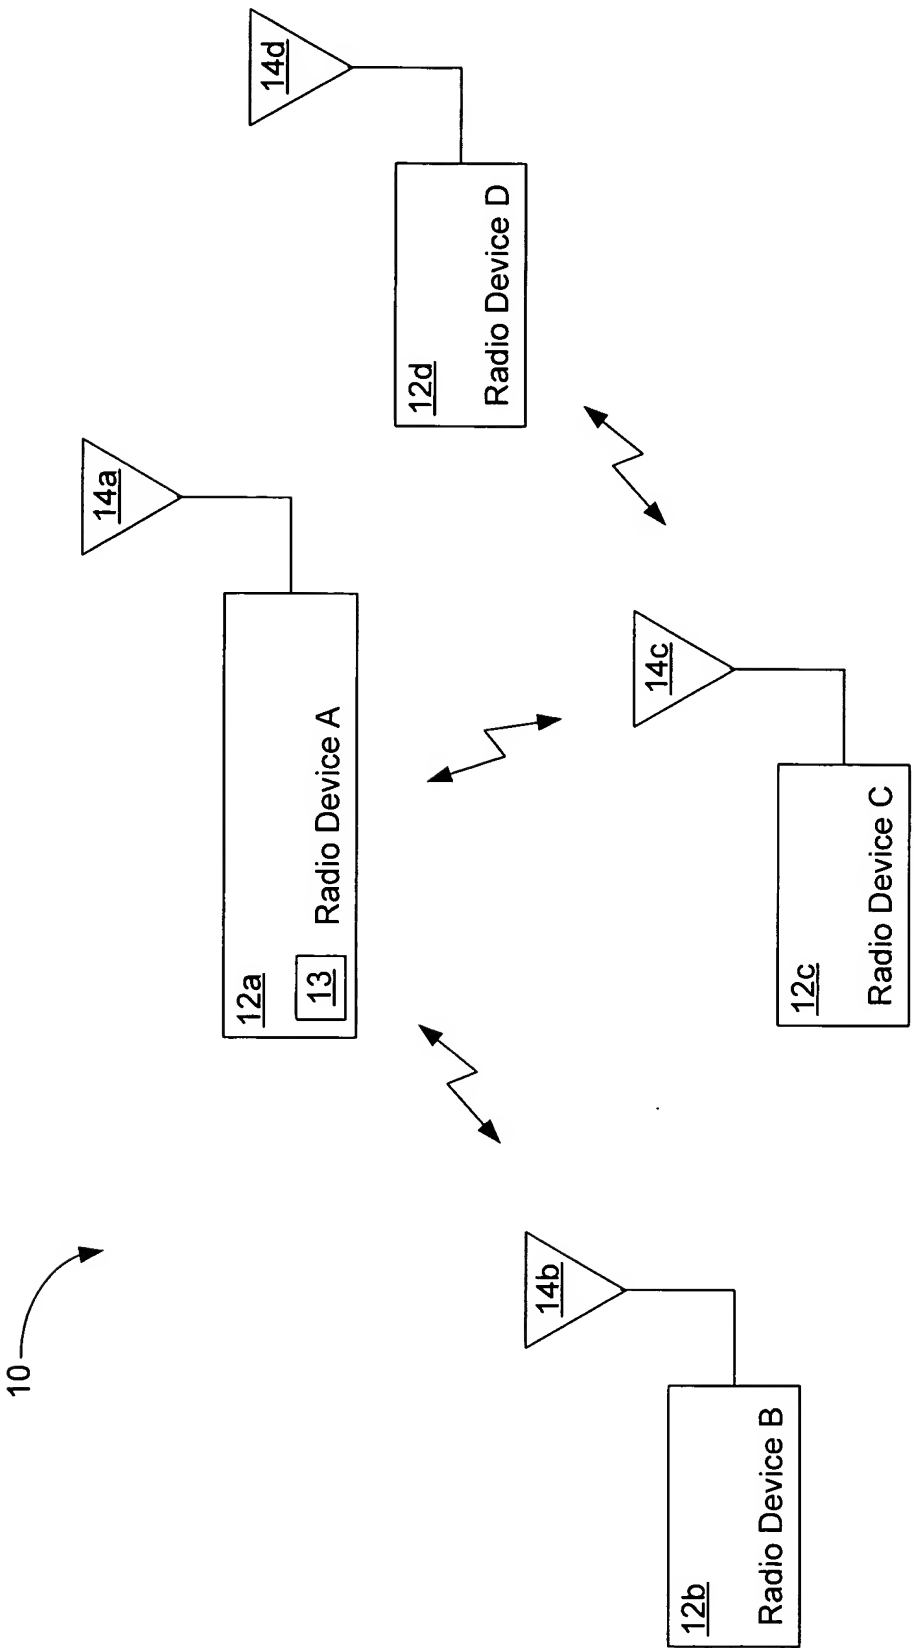 10
14a
12a
13
Radio Device A
14d
12d
Radio Device D
14b
12b
Radio Device B
14c
12c
Radio Device C